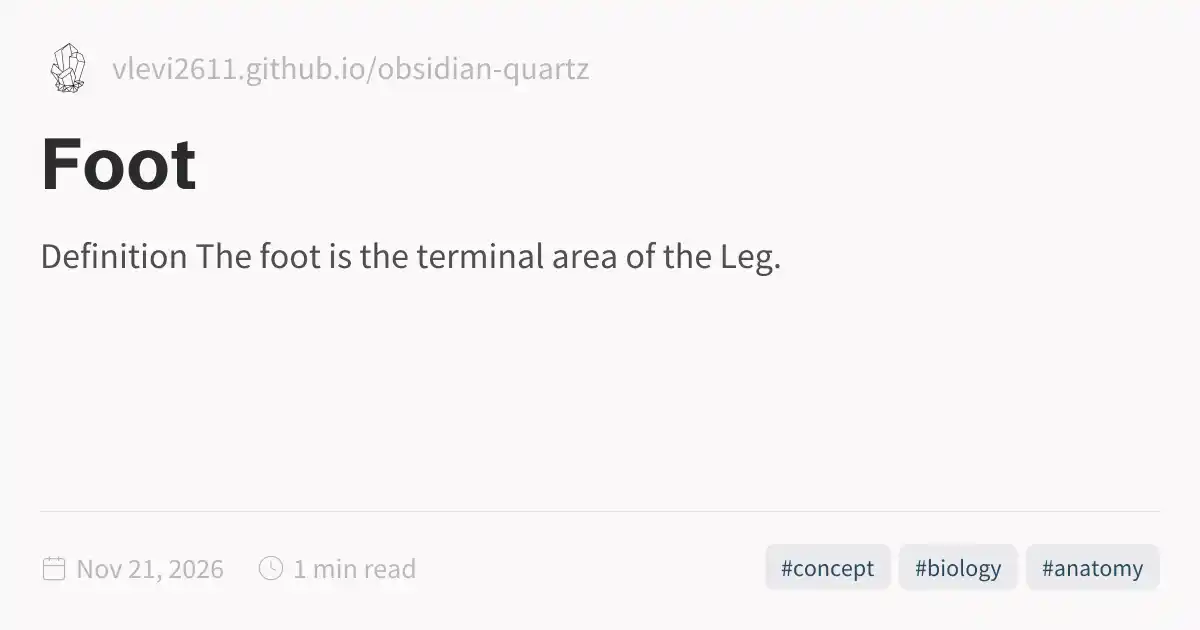 vlevi2611.github.io/obsidian-quartz
Foot
Definition The foot is the terminal area of the Leg.
Nov 21, 2026 1 min read #concept #biology #anatomy